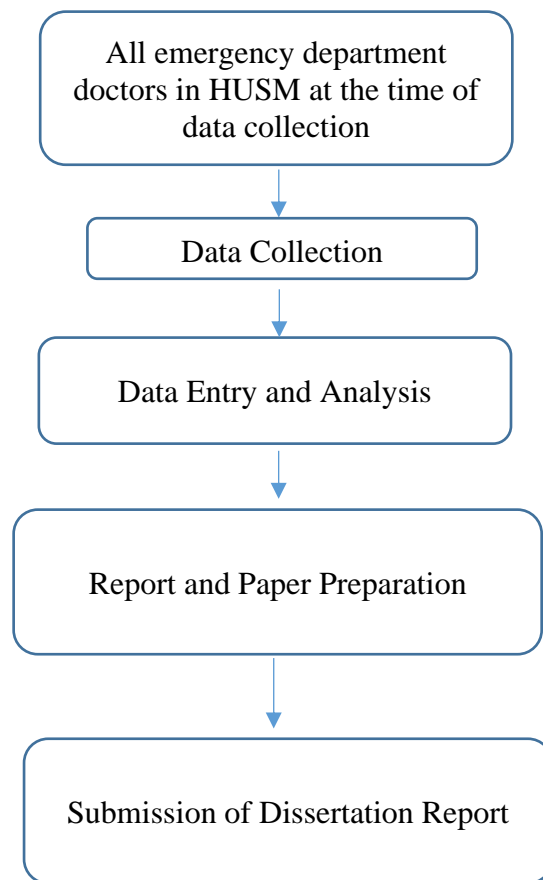 All emergency department
doctors in HUSM at the time of
data collection
Data Collection
Data Entry and Analysis
Report and Paper Preparation
Submission of Dissertation Report